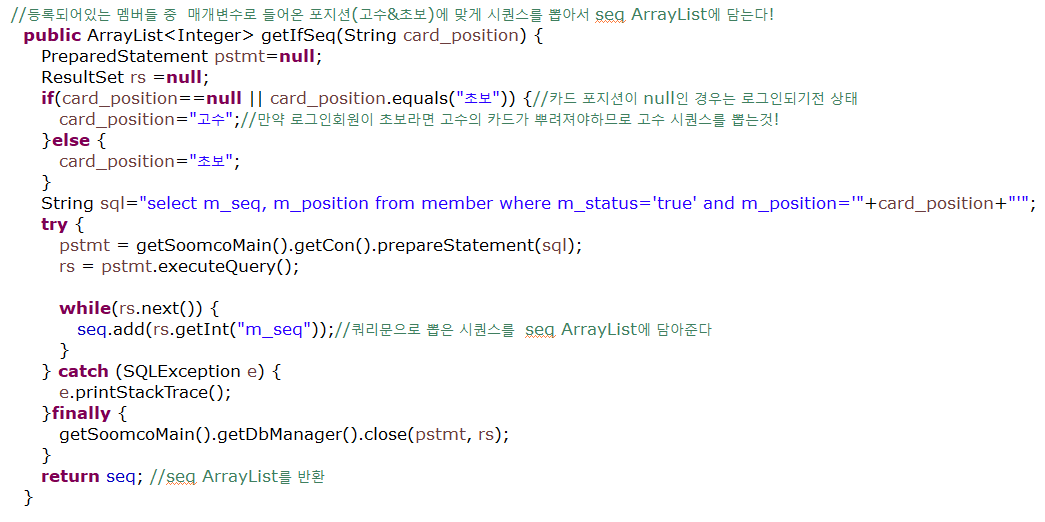 //등록되어있는 멤버들 중  매개변수로 들어온 포지션(고수&초보)에 맞게 시퀀스를 뽑아서 seq ArrayList에 담는다!
public ArrayList<Integer> getIfSeq(String card_position) {
PreparedStatement pstmt=null;
ResultSet rs =null;
if(card_position==null || card_position.equals("초보")) {//카드 포지션이 null인 경우는 로그인되기전 상태
card_position="고수";//만약 로그인회원이 초보라면 고수의 카드가 뿌려져야하므로 고수 시퀀스를 뽑는것!
}else {
card_position="초보";
}
String sql="select m_seq, m_position from member where m_status='true' and m_position='"+card_position+"'";
try {
pstmt = getSoomcoMain().getCon().prepareStatement(sql);
rs = pstmt.executeQuery();
while(rs.next()) {
seq.add(rs.getInt("m_seq"));//쿼리문으로 뽑은 시퀀스를  seq ArrayList에 담아준다
}
} catch (SQLException e) {
e.printStackTrace();
}finally {
getSoomcoMain().getDbManager().close(pstmt, rs);
}
return seq; //seq ArrayList를 반환
}